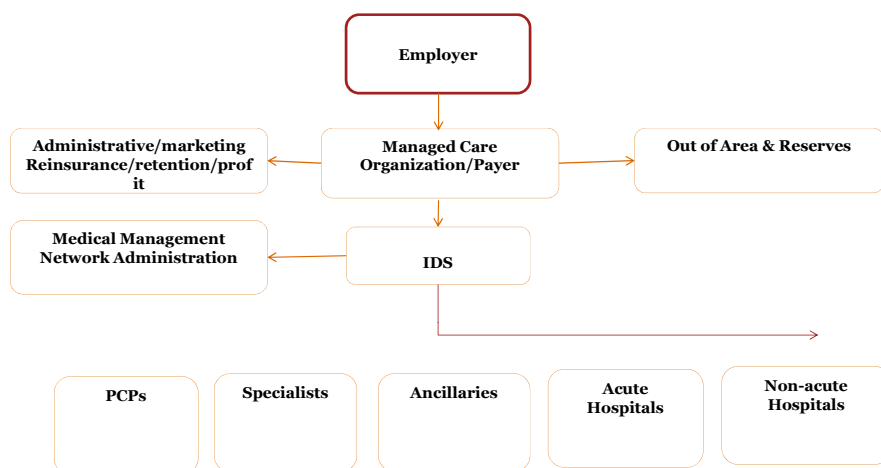 Employer
Administrative/marketing
Reinsurance/retention/prof
it
Managed Care
Organization/Payer
Out of Area & Reserves
Medical Management
Network Administration
IDS
PCPs
Specialists
Ancillaries
Acute
Hospitals
Non-acute
Hospitals